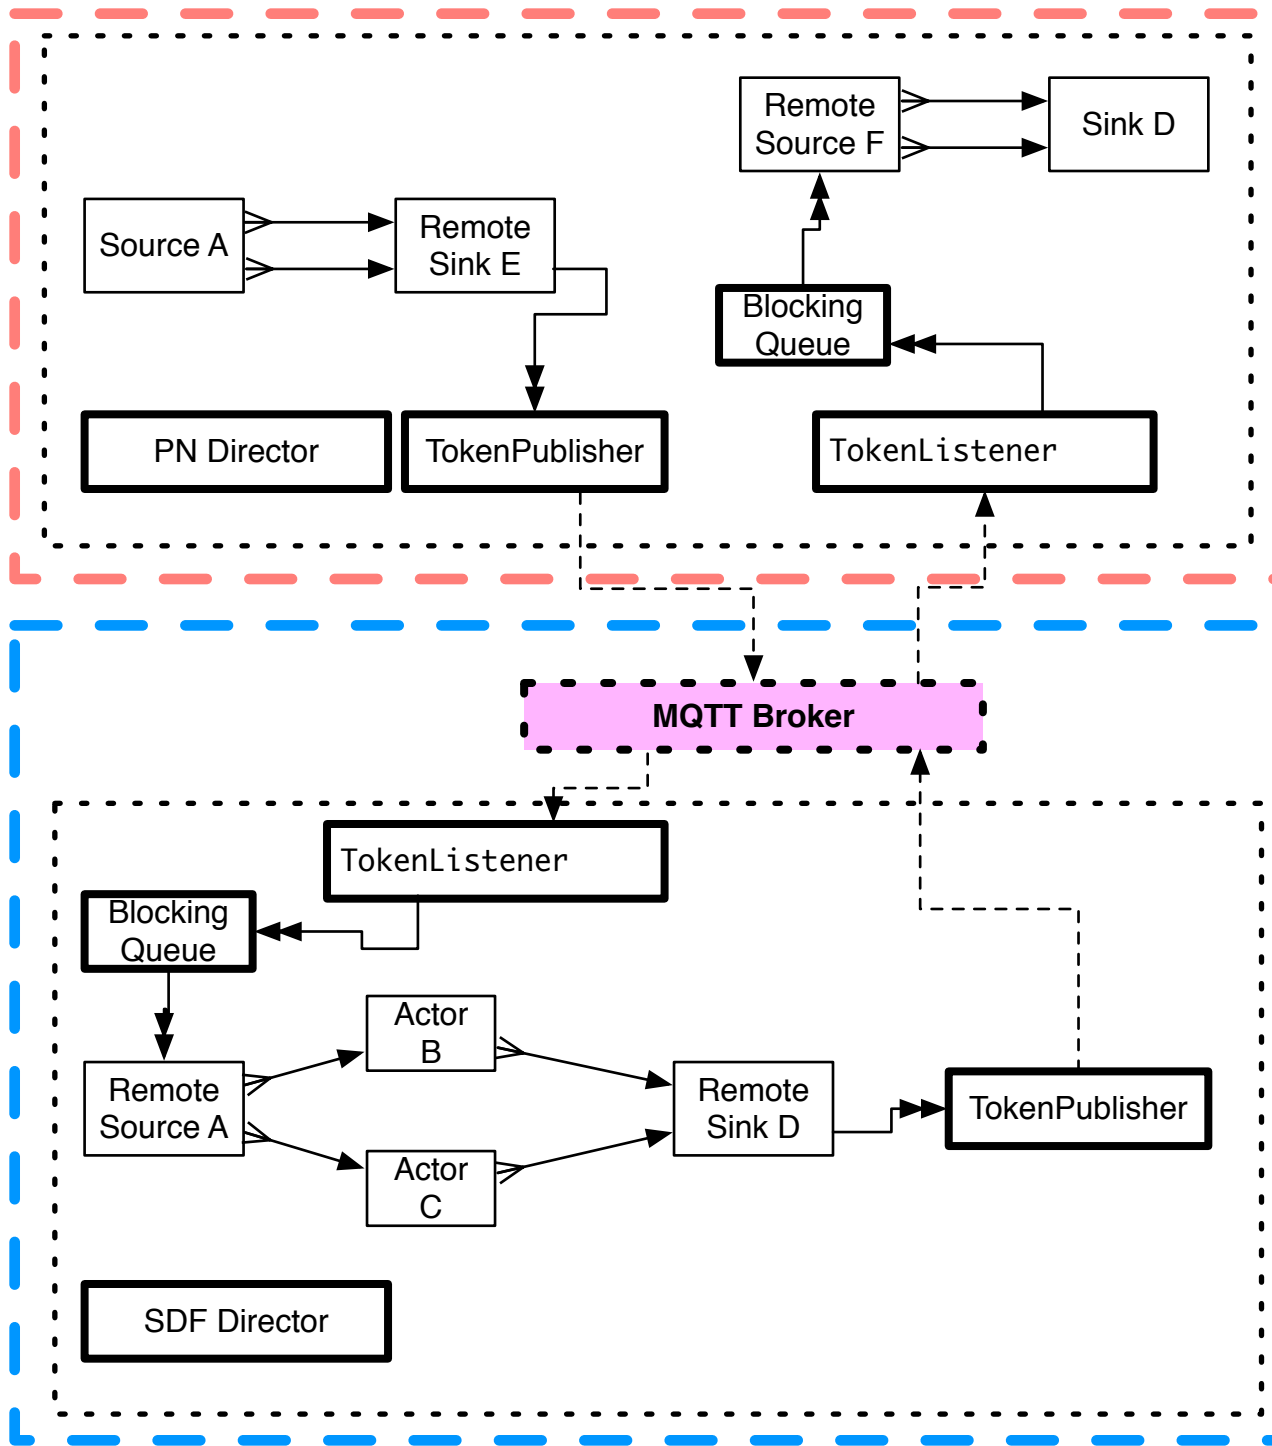 Remote
Source F
Sink D
Source A
Remote
Sink E
Blocking
Queue
PN Director
TokenPublisher
TokenListener
MQTT Broker
TokenListener
Blocking
Queue
Actor
B
Remote
Source A
Remote
Sink D
TokenPublisher
Actor
C
SDF Director